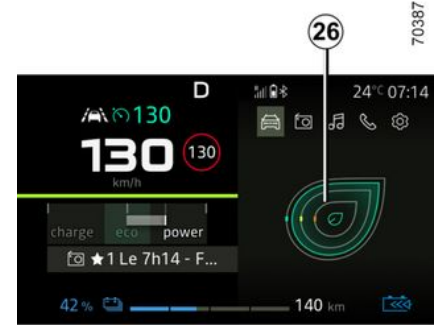 26
70387
D
24°C 07:14
130
130
130
km/h
charge eco power
★1 Le 7h14 - F...
42 %
140 km